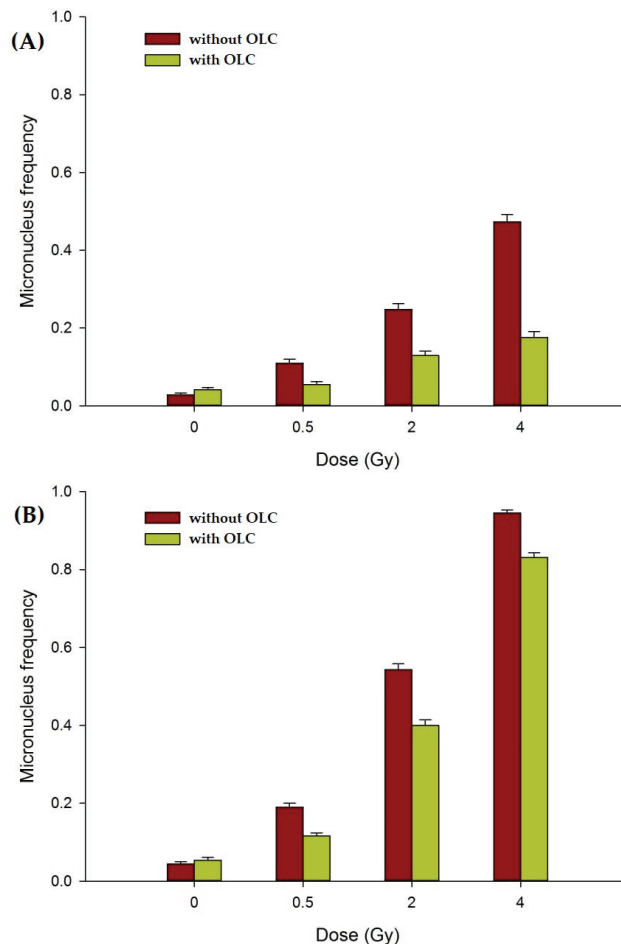 (A)
without OLC
with OLC
Micronucleus frequency
1.0
0.8
0.6
0.4
0.2
0.0
0 0.5 2 4
Dose (Gy)
(B)
without OLC
with OLC
Micronucleus frequency
1.0
0.8
0.6
0.4
0.2
0.0
0 0.5 2 4
Dose (Gy)